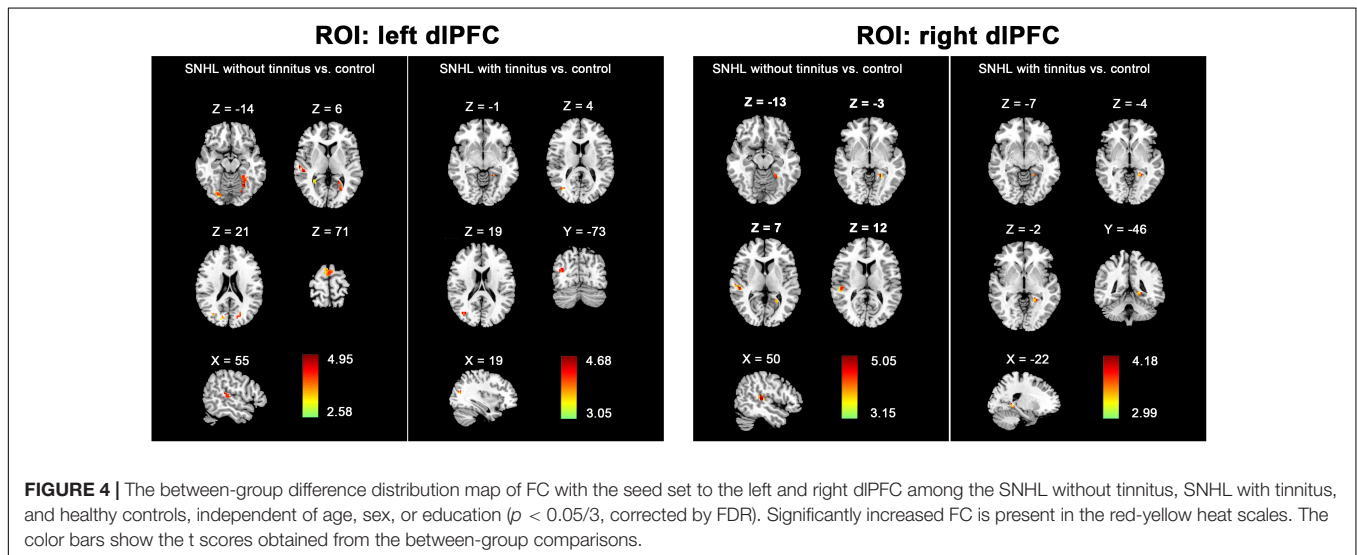 ROI: left dlPFC
SNHL without tinnitus vs. control
Z = -14
Z = 6
Z = 21
Z = 71
X = 55
4.95
2.58
SNHL with tinnitus vs. control
Z = -1
Z = 4
Z = 19
Y = -73
X = 19
4.68
3.05
ROI: right dlPFC
SNHL without tinnitus vs. control
Z = -13
Z = -3
Z = 7
Z = 12
X = 50
5.05
3.15
SNHL with tinnitus vs. control
Z = -7
Z = -4
Z = -2
Y = -46
X = -22
4.18
2.99
FIGURE 4 | The between-group difference distribution map of FC with the seed set to the left and right dlPFC among the SNHL without tinnitus, SNHL with tinnitus,
and healthy controls, independent of age, sex, or education (p < 0.05/3, corrected by FDR). Significantly increased FC is present in the red-yellow heat scales. The
color bars show the t scores obtained from the between-group comparisons.